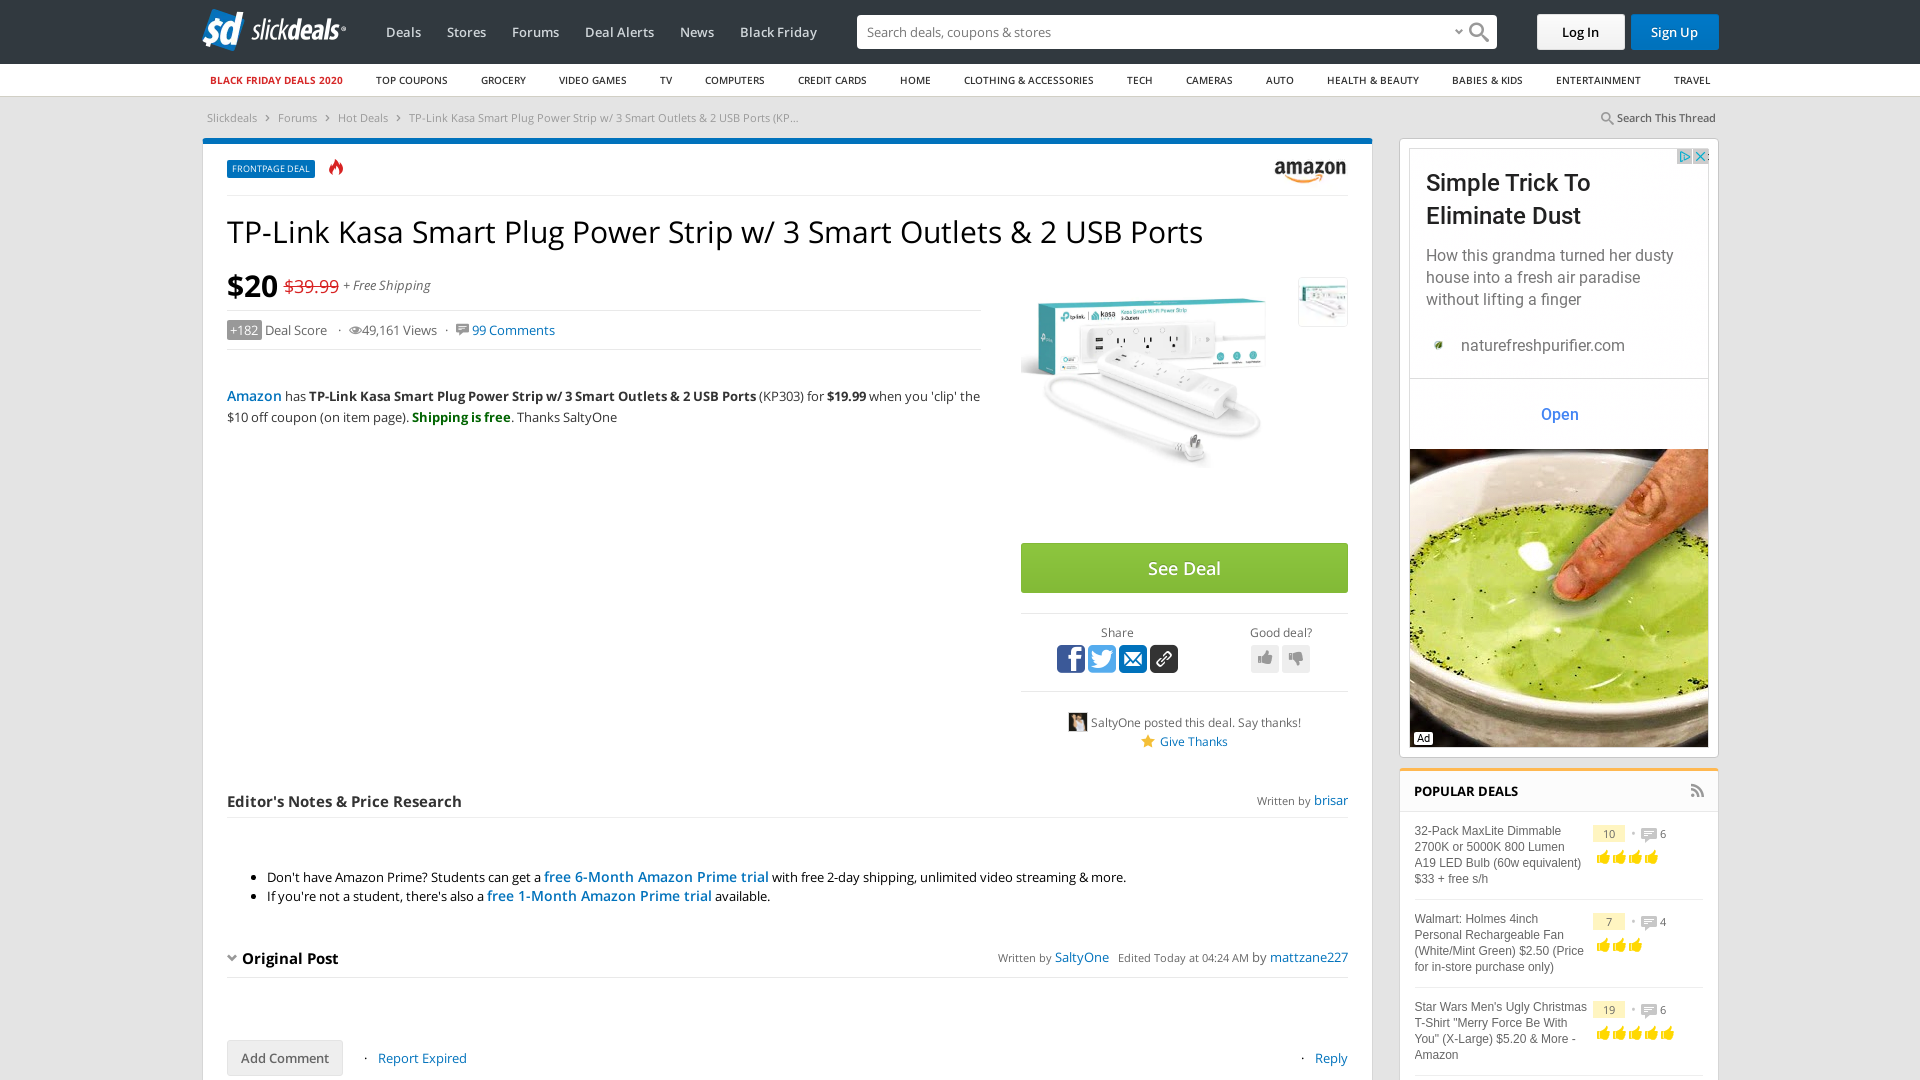 slickdeals
Deals
Stores
Forums
Deal Alerts
News
Black Friday
Search deals, coupons & stores
Log In
Sign Up
BLACK FRIDAY DEALS 2020
TOP COUPONS
GROCERY
VIDEO GAMES
TV
COMPUTERS
CREDIT CARDS
HOME
CLOTHING & ACCESSORIES
TECH
CAMERAS
AUTO
HEALTH & BEAUTY
BABIES & KIDS
ENTERTAINMENT
TRAVEL
Slickdeals > Forums > Hot Deals > TP-Link Kasa Smart Plug Power Strip w/ 3 Smart Outlets & 2 USB Ports (KP...
Search This Thread
FRONTPAGE DEAL
amazon
TP-Link Kasa Smart Plug Power Strip w/ 3 Smart Outlets & 2 USB Ports
$20 $39.99 + Free Shipping
+182 Deal Score · 49,161 Views · 99 Comments
Amazon has TP-Link Kasa Smart Plug Power Strip w/ 3 Smart Outlets & 2 USB Ports (KP303) for $19.99 when you 'clip' the
$10 off coupon (on item page). Shipping is free. Thanks SaltyOne
See Deal
Share
Good deal?
SaltyOne posted this deal. Say thanks!
Give Thanks
Editor's Notes & Price Research
Written by brisar
• Don't have Amazon Prime? Students can get a free 6-Month Amazon Prime trial with free 2-day shipping, unlimited video streaming & more.
• If you're not a student, there's also a free 1-Month Amazon Prime trial available.
Original Post
Written by SaltyOne Edited Today at 04:24 AM by mattzane227
Add Comment · Report Expired
· Reply
Simple Trick To
Eliminate Dust
How this grandma turned her dusty
house into a fresh air paradise
without lifting a finger
naturefreshpurifier.com
Open
Ad
POPULAR DEALS
32-Pack MaxLite Dimmable
2700K or 5000K 800 Lumen
A19 LED Bulb (60w equivalent)
$33 + free s/h
10 • 6
Walmart: Holmes 4inch
Personal Rechargeable Fan
(White/Mint Green) $2.50 (Price
for in-store purchase only)
7 • 4
Star Wars Men's Ugly Christmas
T-Shirt "Merry Force Be With
You" (X-Large) $5.20 & More -
Amazon
19 • 6